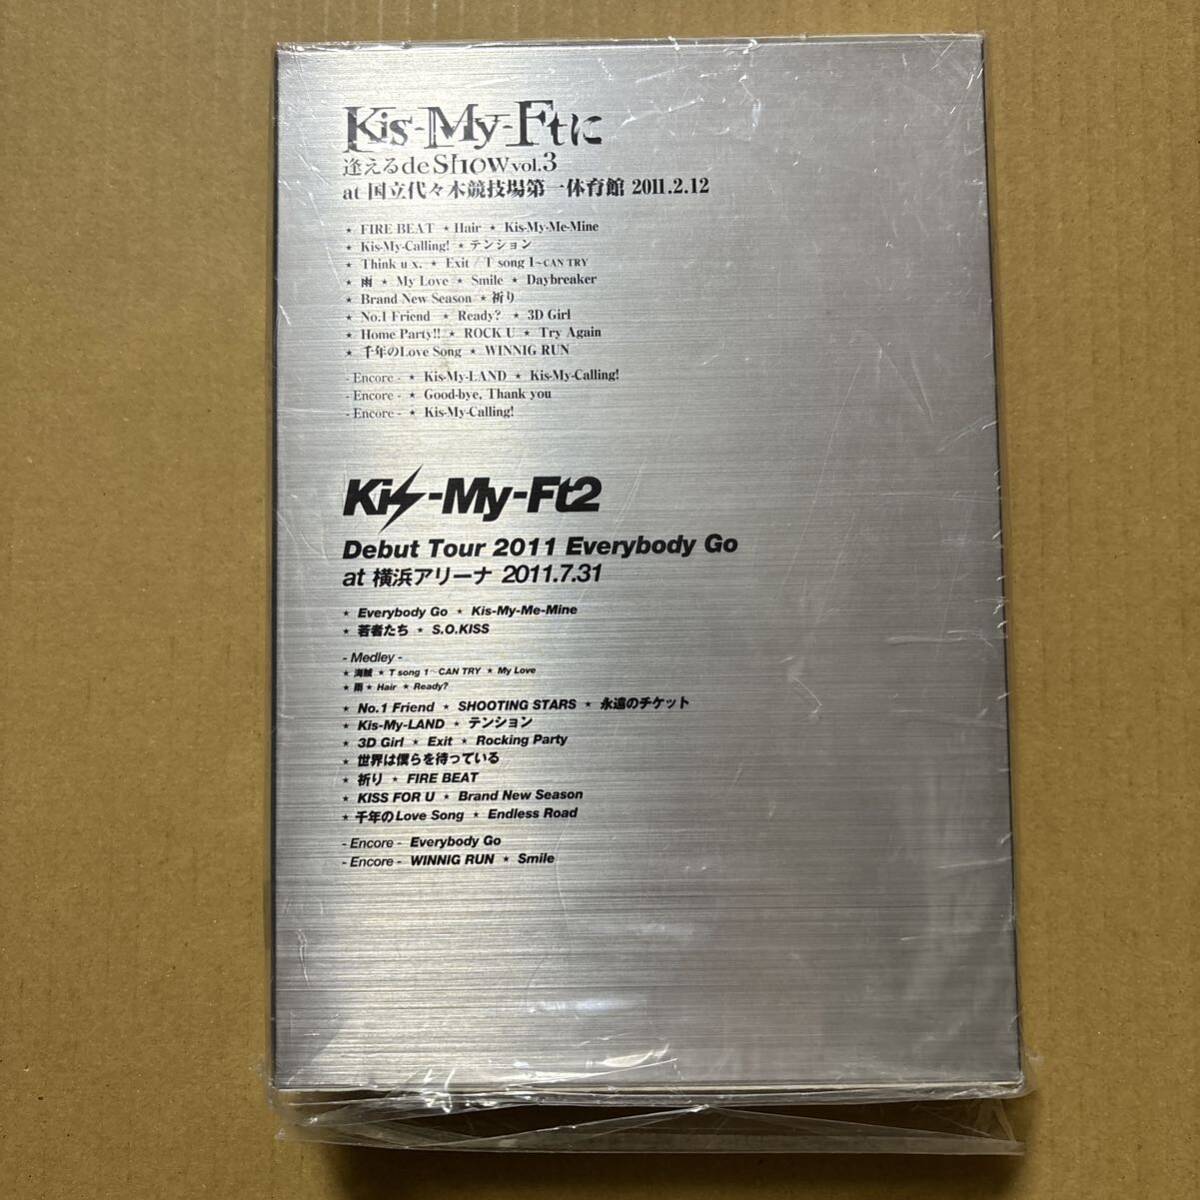 Kis-My-Ftに
逢えるde Show vol.3
at 国立代々木競技場第一体育館 2011.2.12
★ FIRE BEAT ★ Hair ★ Kis-My-Me-Mine
★ Kis-My-Calling! ★ テンション
★ Think u x. ★ Exit / T song 1~CAN TRY
★ 雨 ★ My Love ★ Smile ★ Daybreaker
★ Brand New Season ★ 祈り
★ No.1 Friend ★ Ready? ★ 3D Girl
★ Home Party!! ★ ROCK U ★ Try Again
★ 千年のLove Song ★ WINNIG RUN
- Encore - ★ Kis-My-LAND ★ Kis-My-Calling!
- Encore - ★ Good-bye, Thank you
- Encore - ★ Kis-My-Calling!
Kis-My-Ft2
Debut Tour 2011 Everybody Go
at 横浜アリーナ 2011.7.31
★ Everybody Go ★ Kis-My-Me-Mine
★ 若者たち ★ S.O.KISS
- Medley -
★ 海賊 ★ T song 1~CAN TRY ★ My Love
★ 雨 ★ Hair ★ Ready?
★ No.1 Friend ★ SHOOTING STARS ★ 永遠のチケット
★ Kis-My-LAND ★ テンション
★ 3D Girl ★ Exit ★ Rocking Party
★ 世界は僕らを待っている
★ 祈り ★ FIRE BEAT
★ KISS FOR U ★ Brand New Season
★ 千年のLove Song ★ Endless Road
- Encore - Everybody Go
- Encore - WINNIG RUN ★ Smile